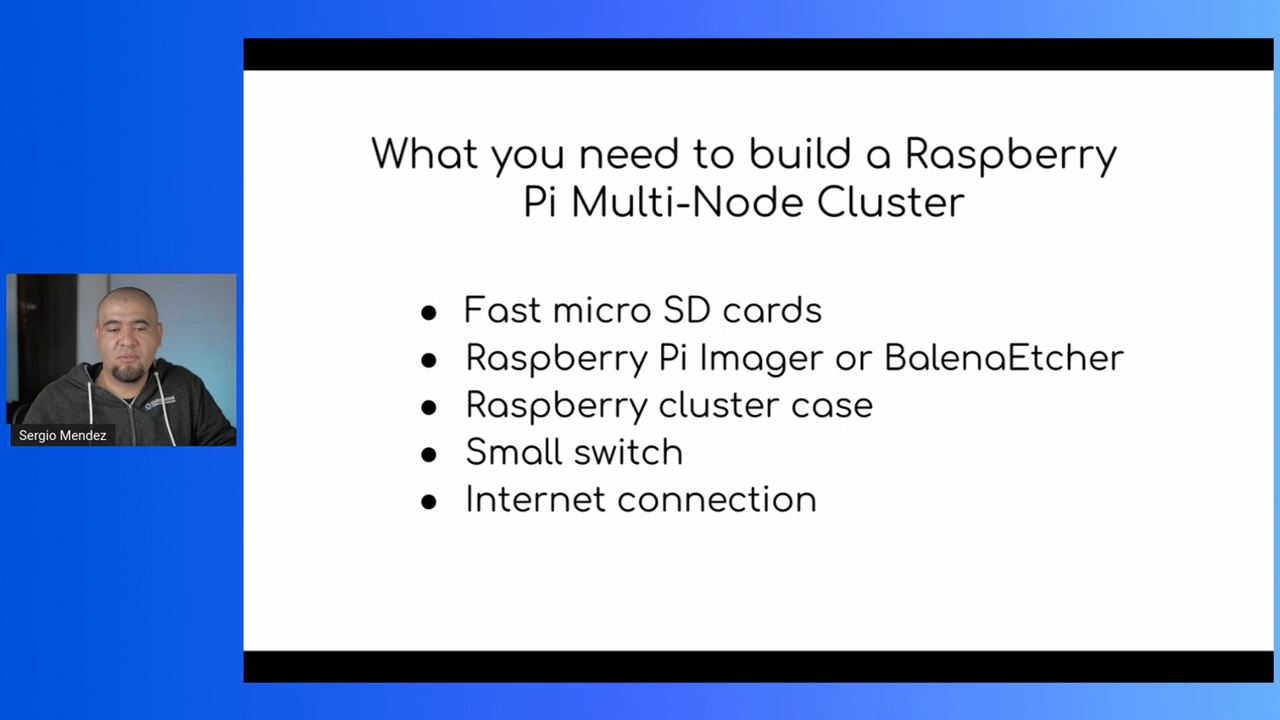 What you need to build a Raspberry
Pi Multi-Node Cluster
● Fast micro SD cards
● Raspberry Pi Imager or BalenaEtcher
● Raspberry cluster case
● Small switch
● Internet connection
Sergio Mendez